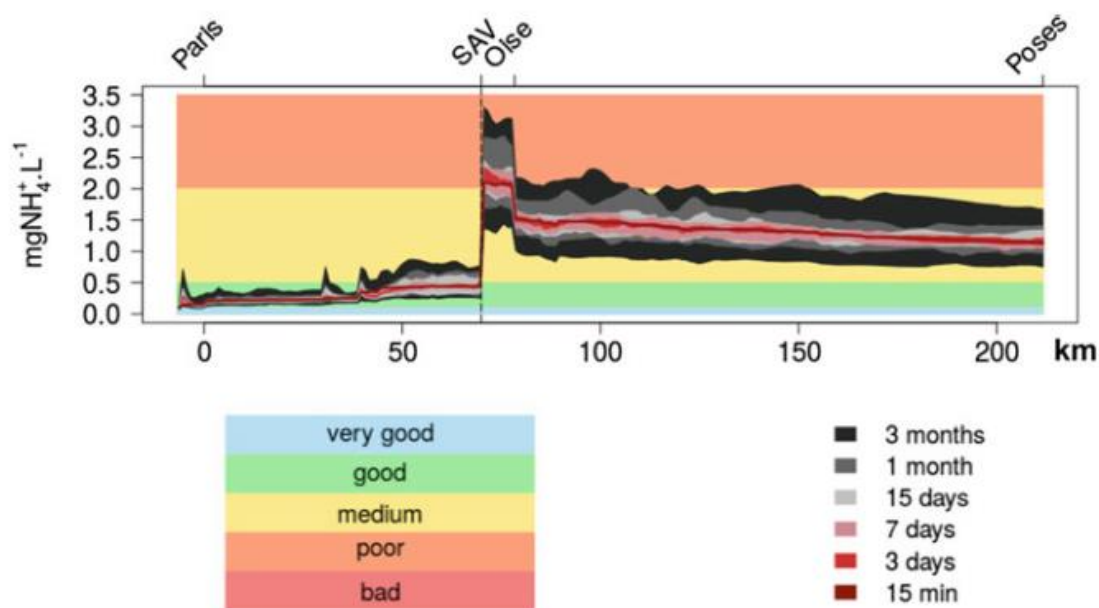 Paris SAV Oise Poses
3.5
3.0
2.5
2.0
1.5
1.0
0.5
0.0
mgNH₄⁺.L⁻¹
0 50 100 150 200 km
very good
good
medium
poor
bad
3 months
1 month
15 days
7 days
3 days
15 min